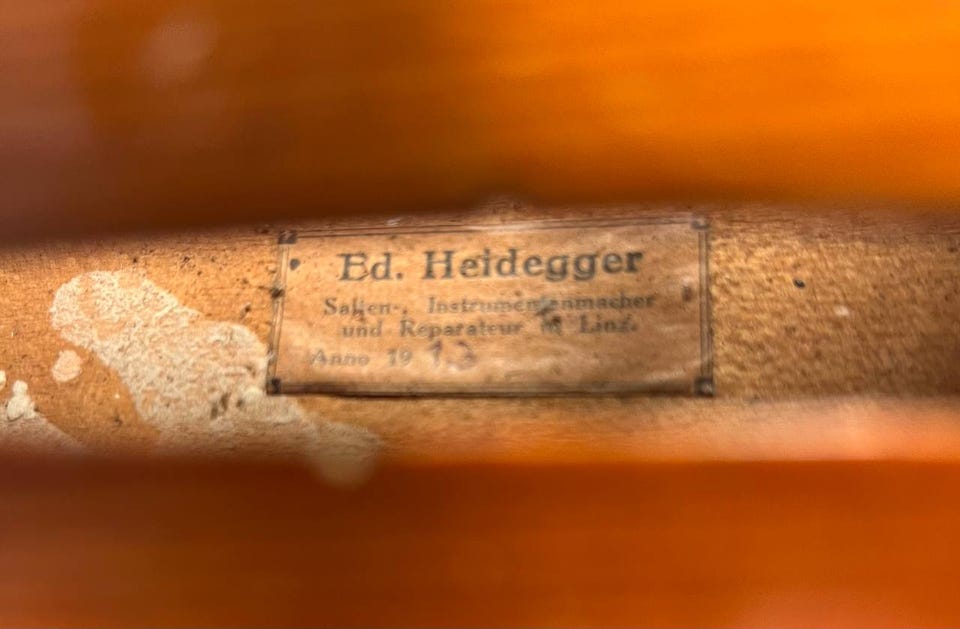 Ed. Heidegger
Saiten-, Instrumentenmacher
und Reparateur in Linz.
Anno 1913